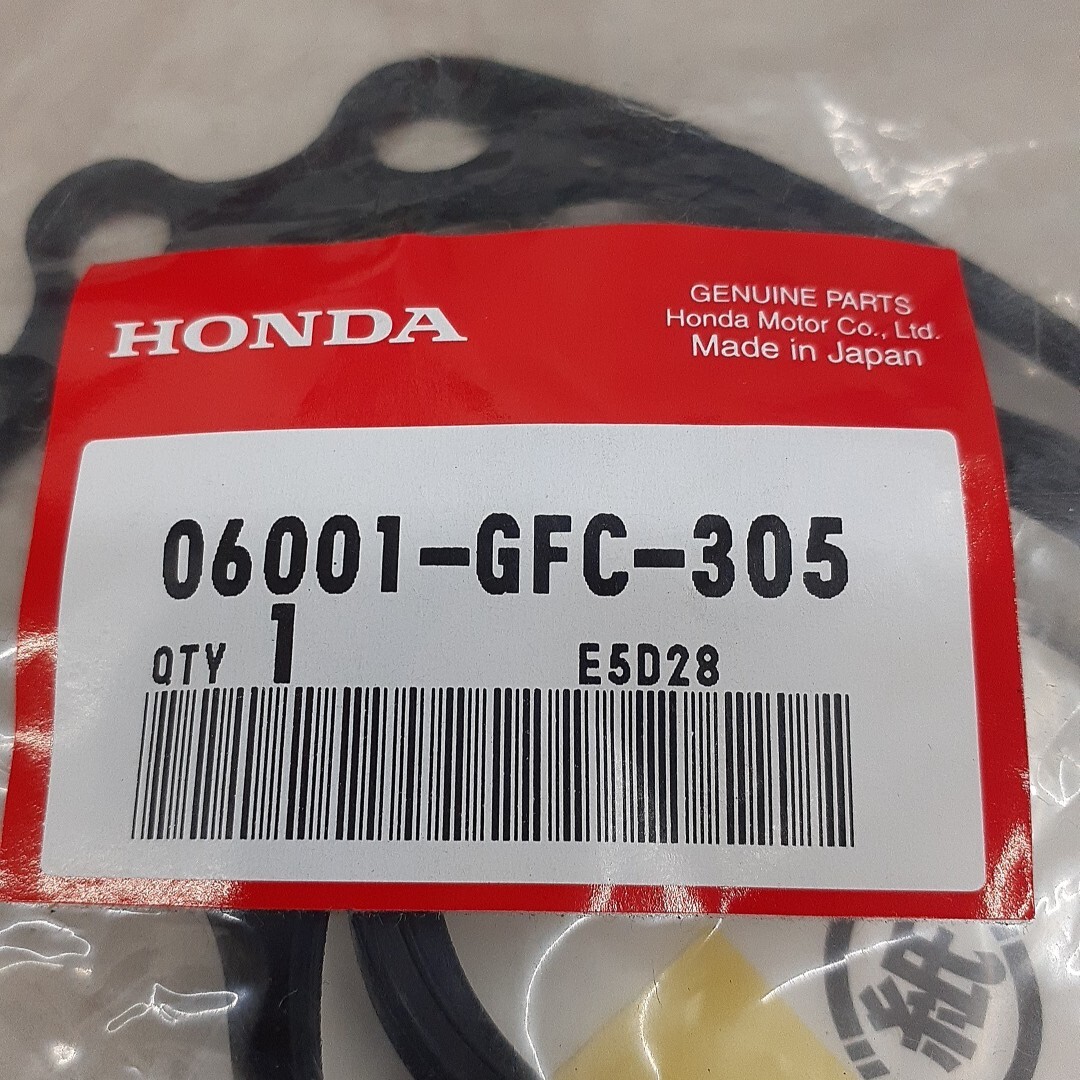 HONDA
GENUINE PARTS
Honda Motor Co., Ltd.
Made in Japan
06001-GFC-305
QTY 1 E5D28
紙